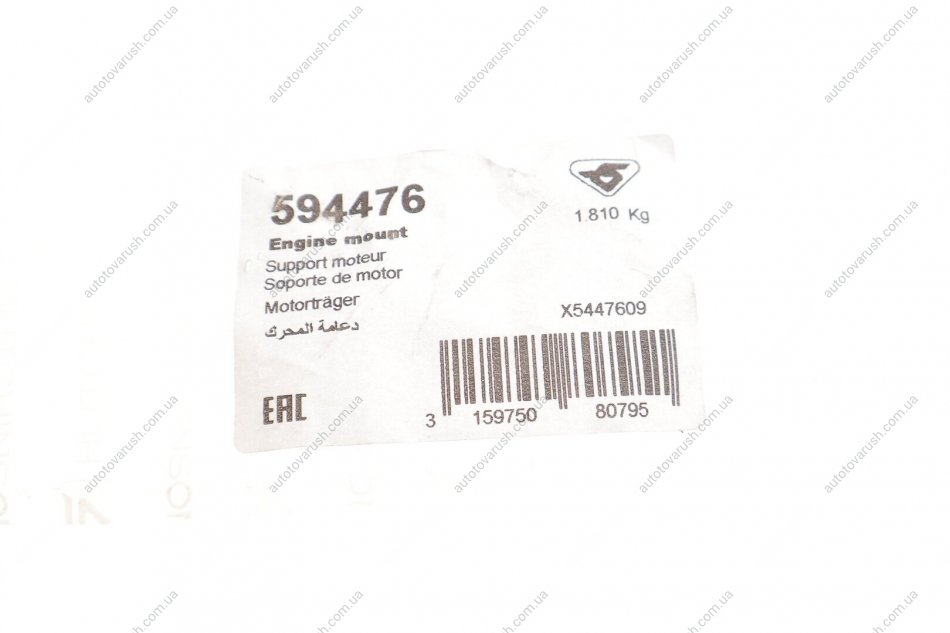 594476
Engine mount
Support moteur
Soporte de motor
Motorträger
دعامة المحرك
EAC
1.810 Kg
X5447609
3 159750 80795
autotovarush.com.ua